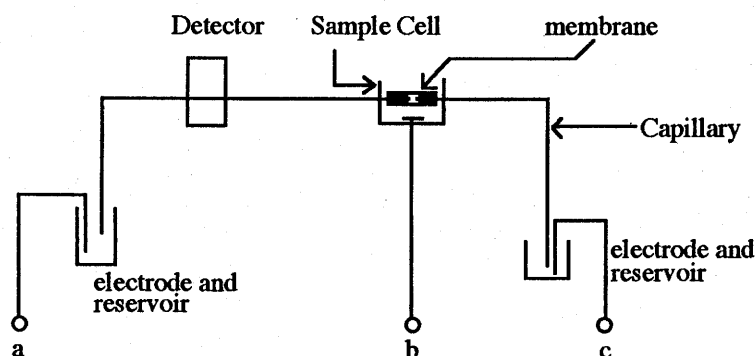 Detector
Sample Cell
membrane
Capillary
electrode and
reservoir
electrode and
reservoir
a
b
c